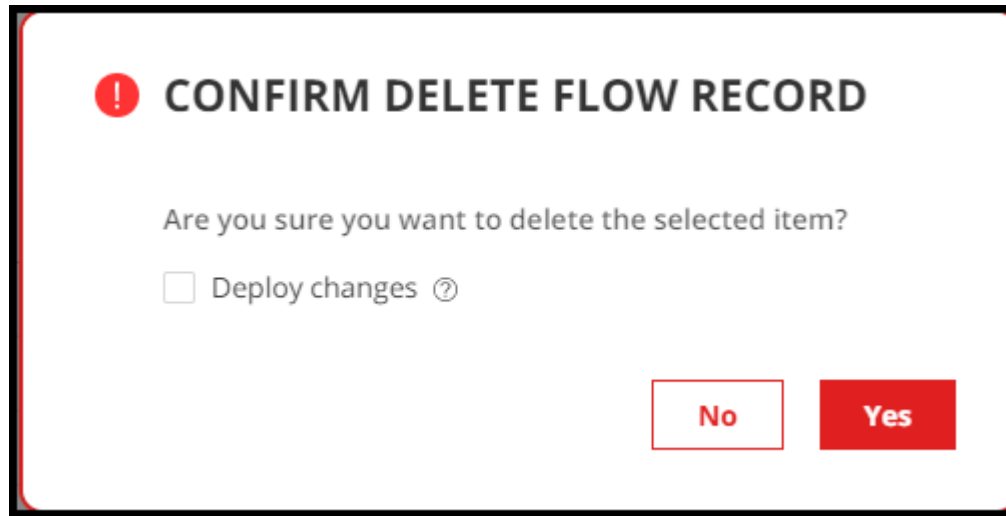 CONFIRM DELETE FLOW RECORD
Are you sure you want to delete the selected item?
Deploy changes
No Yes